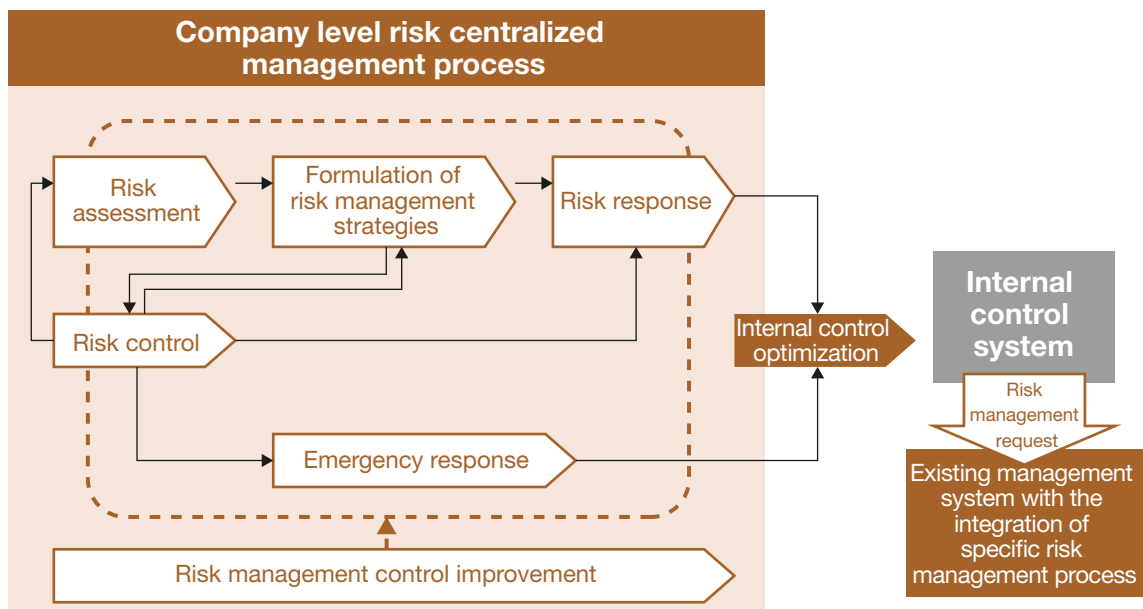 Company level risk centralized
management process
Risk
assessment
Formulation of
risk management
strategies
Risk response
Risk control
Internal control
optimization
Emergency response
Risk management control improvement
Internal
control
system
Risk
management
request
Existing management
system with the
integration of
specific risk
management process